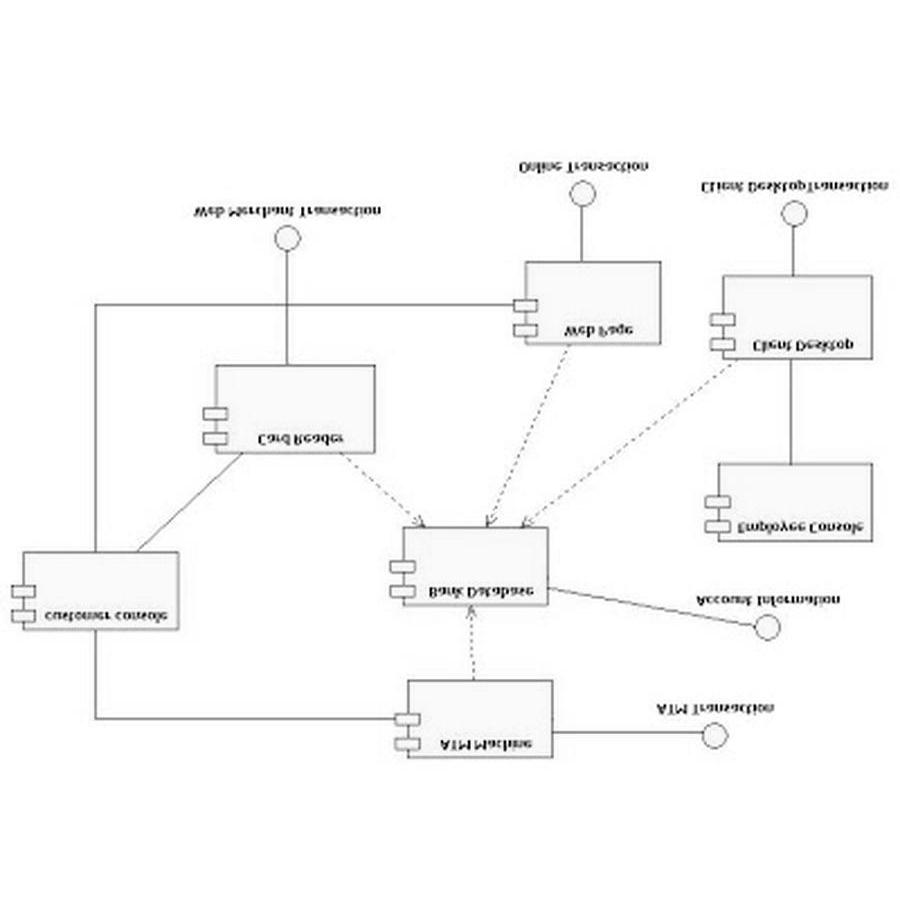 Online Transaction
Client DesktopTransaction
Web Merchant Transaction
Web Page
Client Desktop
Card Reader
Employee Console
Bank Database
Account Information
customer console
ATM Transaction
ATM Machine